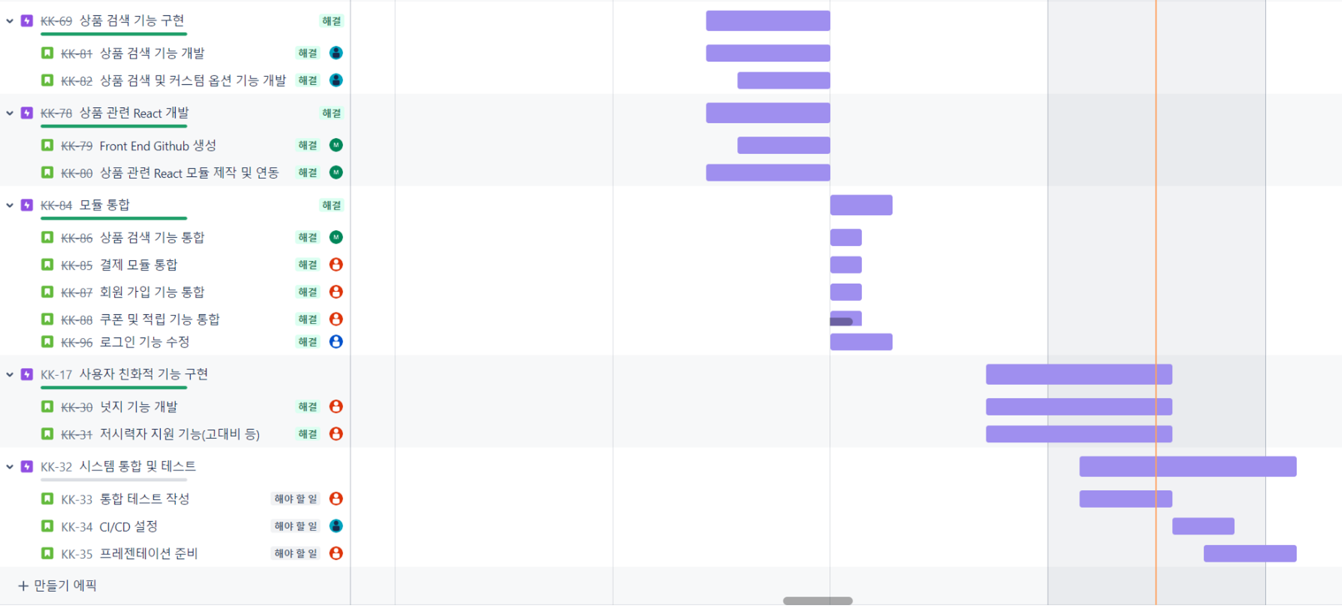 KK-69 상품 검색 기능 구현 해결
KK-81 상품 검색 기능 개발 해결
KK-82 상품 검색 및 커스텀 옵션 기능 개발 해결
KK-78 상품 관련 React 개발 해결
KK-79 Front End Github 생성 해결 M
KK-80 상품 관련 React 모듈 제작 및 연동 해결 M
KK-84 모듈 통합 해결
KK-86 상품 검색 기능 통합 해결 M
KK-85 결제 모듈 통합 해결
KK-87 회원 가입 기능 통합 해결
KK-88 쿠폰 및 적립 기능 통합 해결
KK-96 로그인 기능 수정 해결
KK-17 사용자 친화적 기능 구현
KK-30 넛지 기능 개발 해결
KK-31 저시력자 지원 기능(고대비 등) 해결
KK-32 시스템 통합 및 테스트
KK-33 통합 테스트 작성 해야 할 일
KK-34 CI/CD 설정 해야 할 일
KK-35 프레젠테이션 준비 해야 할 일
+ 만들기 에픽